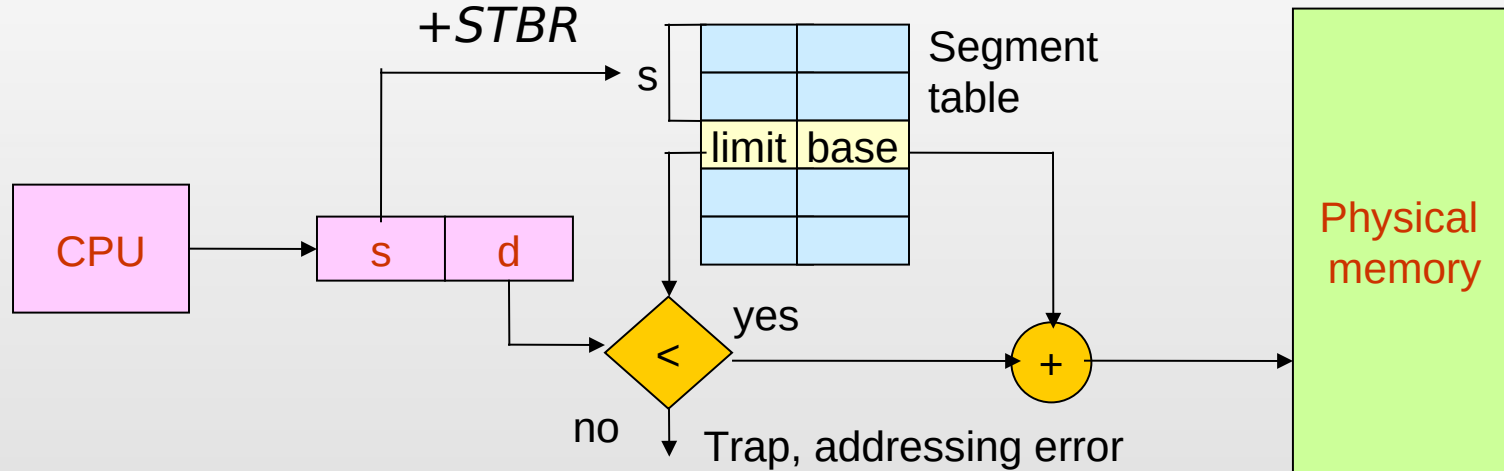 +STBR
s
Segment
table
limit base
CPU
s d
Physical
memory
yes
<
+
no
Trap, addressing error